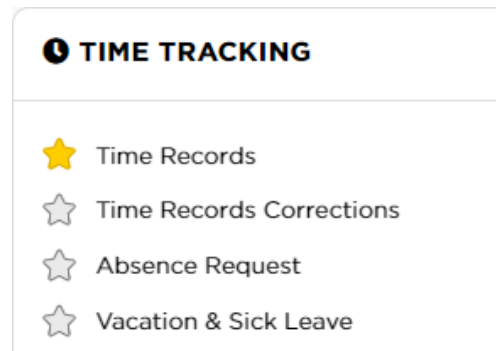 TIME TRACKING
Time Records
Time Records Corrections
Absence Request
Vacation & Sick Leave